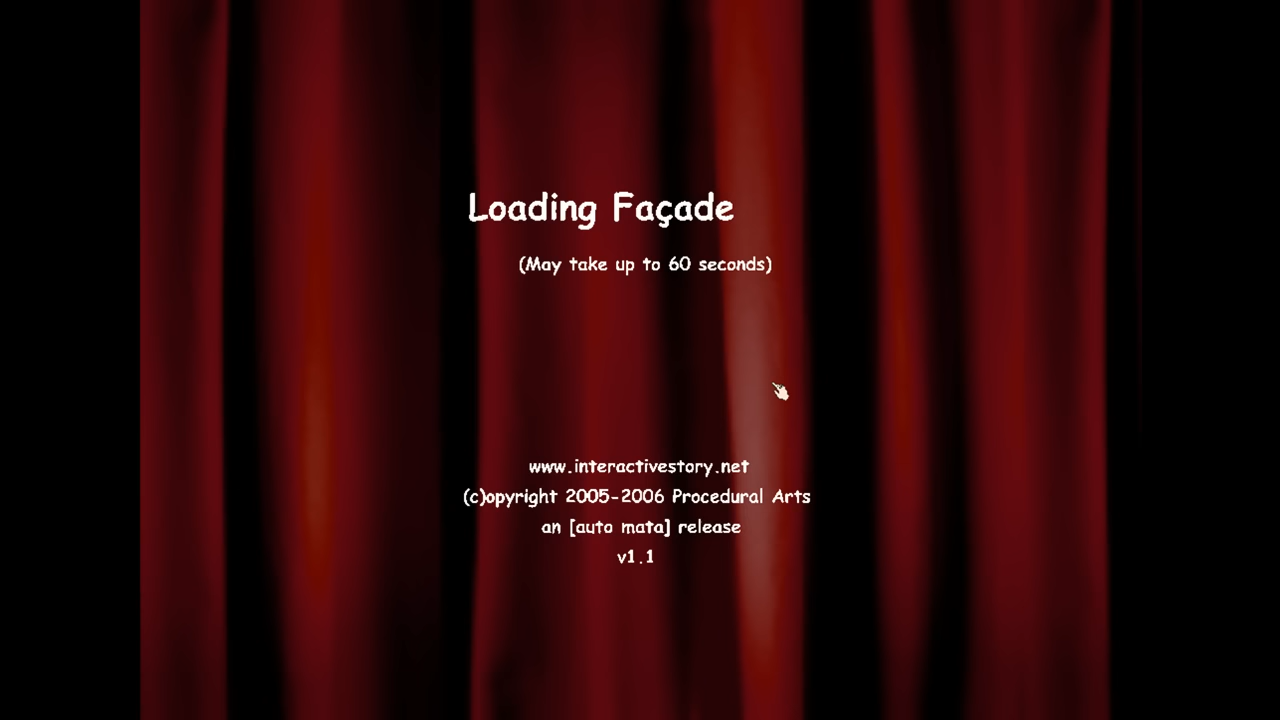 Loading Façade
(May take up to 60 seconds)
www.interactivestory.net
(c)opyright 2005-2006 Procedural Arts
an [auto mata] release
v1.1